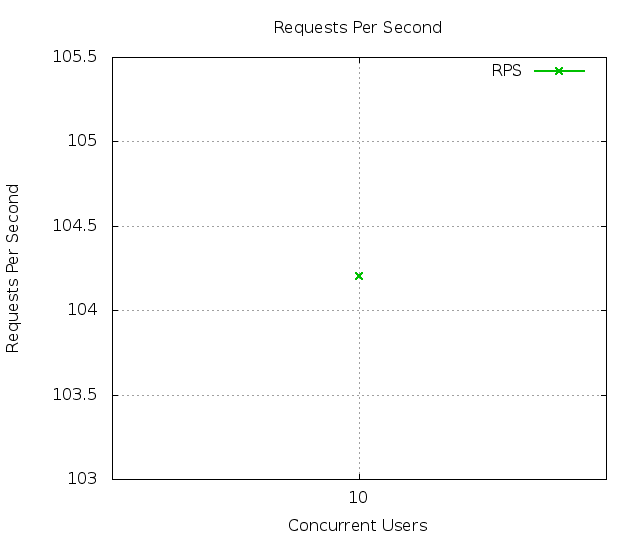 Requests Per Second
105.5
RPS
105
104.5
104
103.5
103
Requests Per Second
10
Concurrent Users